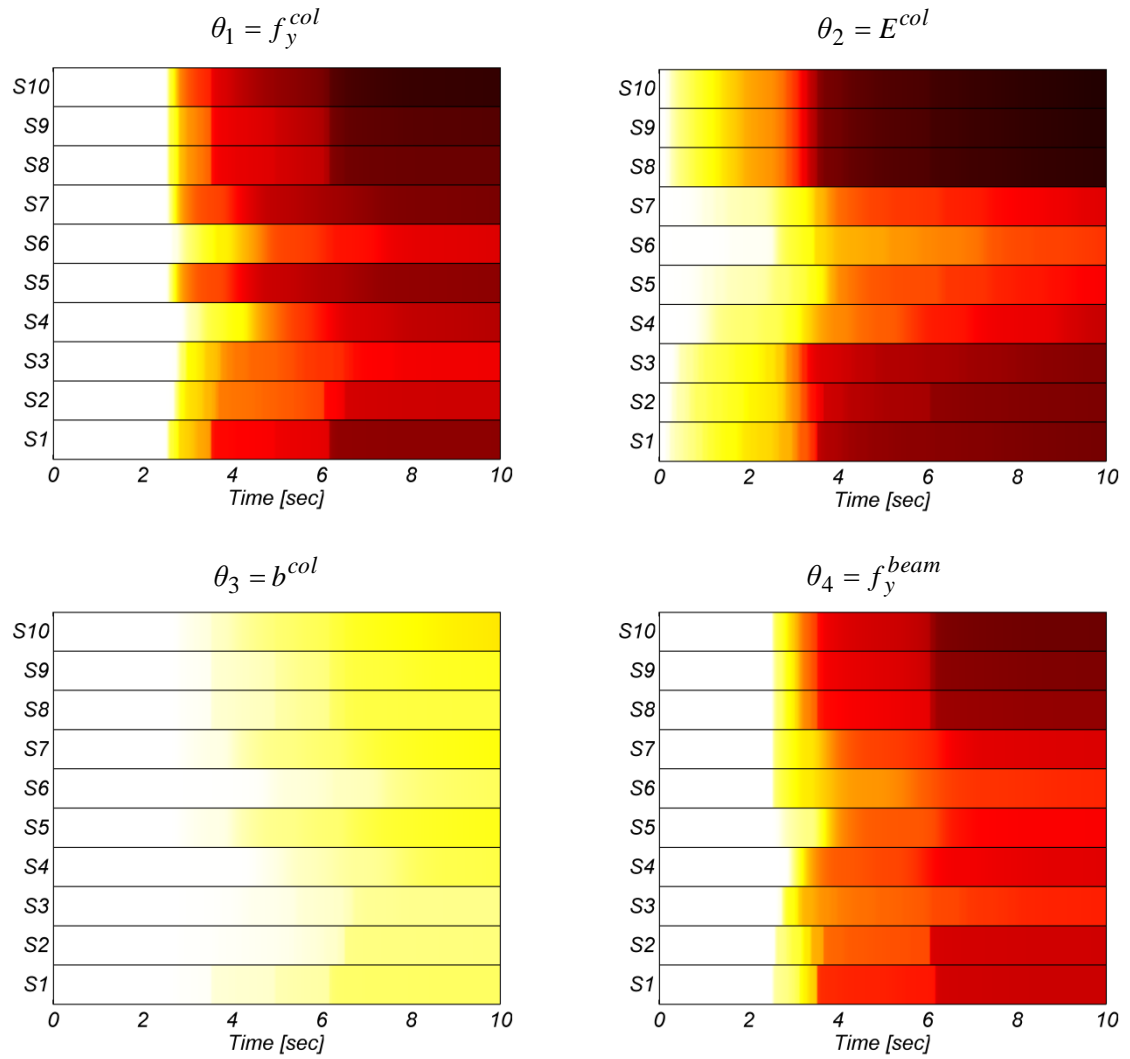 θ₁ = f_y^{col}
S10
S9
S8
S7
S6
S5
S4
S3
S2
S1
0 2 4 6 8 10
Time [sec]
θ₂ = E^{col}
S10
S9
S8
S7
S6
S5
S4
S3
S2
S1
0 2 4 6 8 10
Time [sec]
θ₃ = b^{col}
S10
S9
S8
S7
S6
S5
S4
S3
S2
S1
0 2 4 6 8 10
Time [sec]
θ₄ = f_y^{beam}
S10
S9
S8
S7
S6
S5
S4
S3
S2
S1
0 2 4 6 8 10
Time [sec]